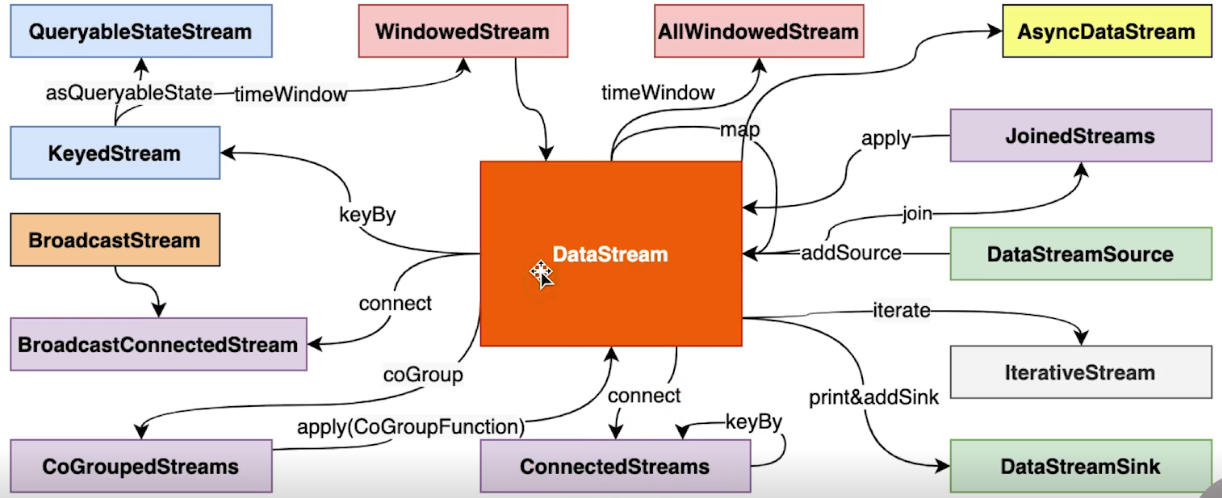 QueryableStateStream
WindowedStream
AllWindowedStream
AsyncDataStream
asQueryableState
timeWindow
timeWindow
map
KeyedStream
apply
JoinedStreams
keyBy
join
BroadcastStream
DataStream
addSource
DataStreamSource
connect
iterate
BroadcastConnectedStream
coGroup
IterativeStream
connect
print&addSink
apply(CoGroupFunction)
keyBy
CoGroupedStreams
ConnectedStreams
DataStreamSink